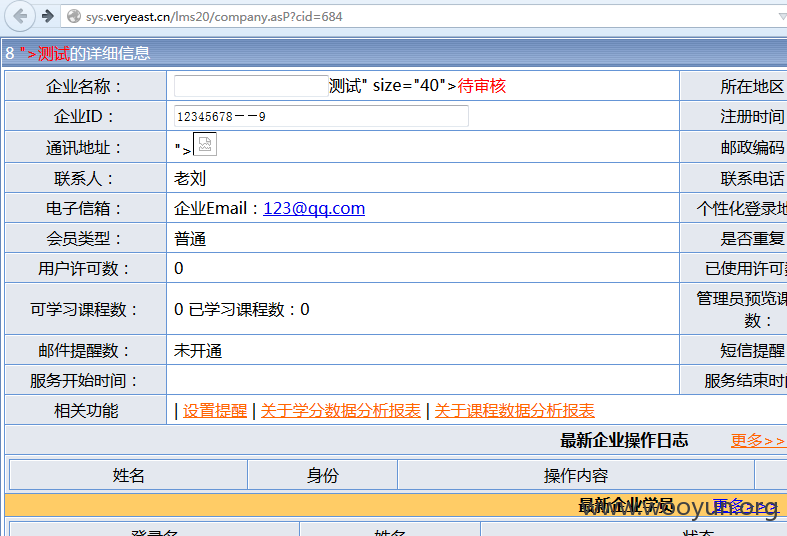 sys.veryeast.cn/lms20/company.asP?cid=684
8 ">测试的详细信息
企业名称： 测试" size="40">待审核 所在地区
企业ID： 12345678－－9 注册时间
通讯地址： "> 邮政编码
联系人： 老刘 联系电话
电子信箱： 企业Email：123@qq.com 个性化登录地
会员类型： 普通 是否重复
用户许可数： 0 已使用许可数
可学习课程数： 0 已学习课程数：0 管理员预览课
数：
邮件提醒数： 未开通 短信提醒
服务开始时间： 服务结束时间
相关功能 | 设置提醒 | 关于学分数据分析报表 | 关于课程数据分析报表
最新企业操作日志 更多>>
姓名 身份 操作内容
最新企业学员 更多>>
www.wooyun.org
登录名 姓名 状态